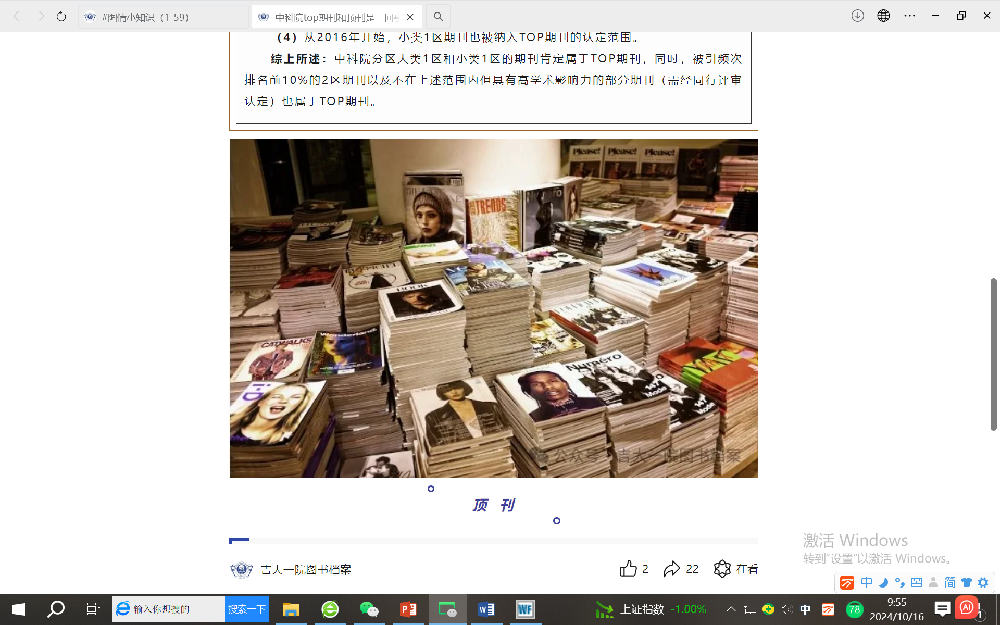 #图情小知识（1-59）
中科院top期刊和顶刊是一回
（4）从2016年开始，小类1区期刊也被纳入TOP期刊的认定范围。
综上所述：中科院分区大类1区和小类1区的期刊肯定属于TOP期刊，同时，被引频次
排名前10%的2区期刊以及不在上述范围内但具有高学术影响力的部分期刊（需经同行评审
认定）也属于TOP期刊。
Please! Please! Please!
THE LAST
TRENDS
Numéro
BOOK
CATWALKS
Wonderland
i-D
Numéro
147
Mode
147
Mode
公众号 吉大一院图书档案
顶 刊
吉大一院图书档案
2
22
在看
激活 Windows
转到“设置”以激活 Windows。
中
简
输入你想搜的
搜索一下
上证指数 -1.00%
中
78
9:55
2024/10/16
AI
1